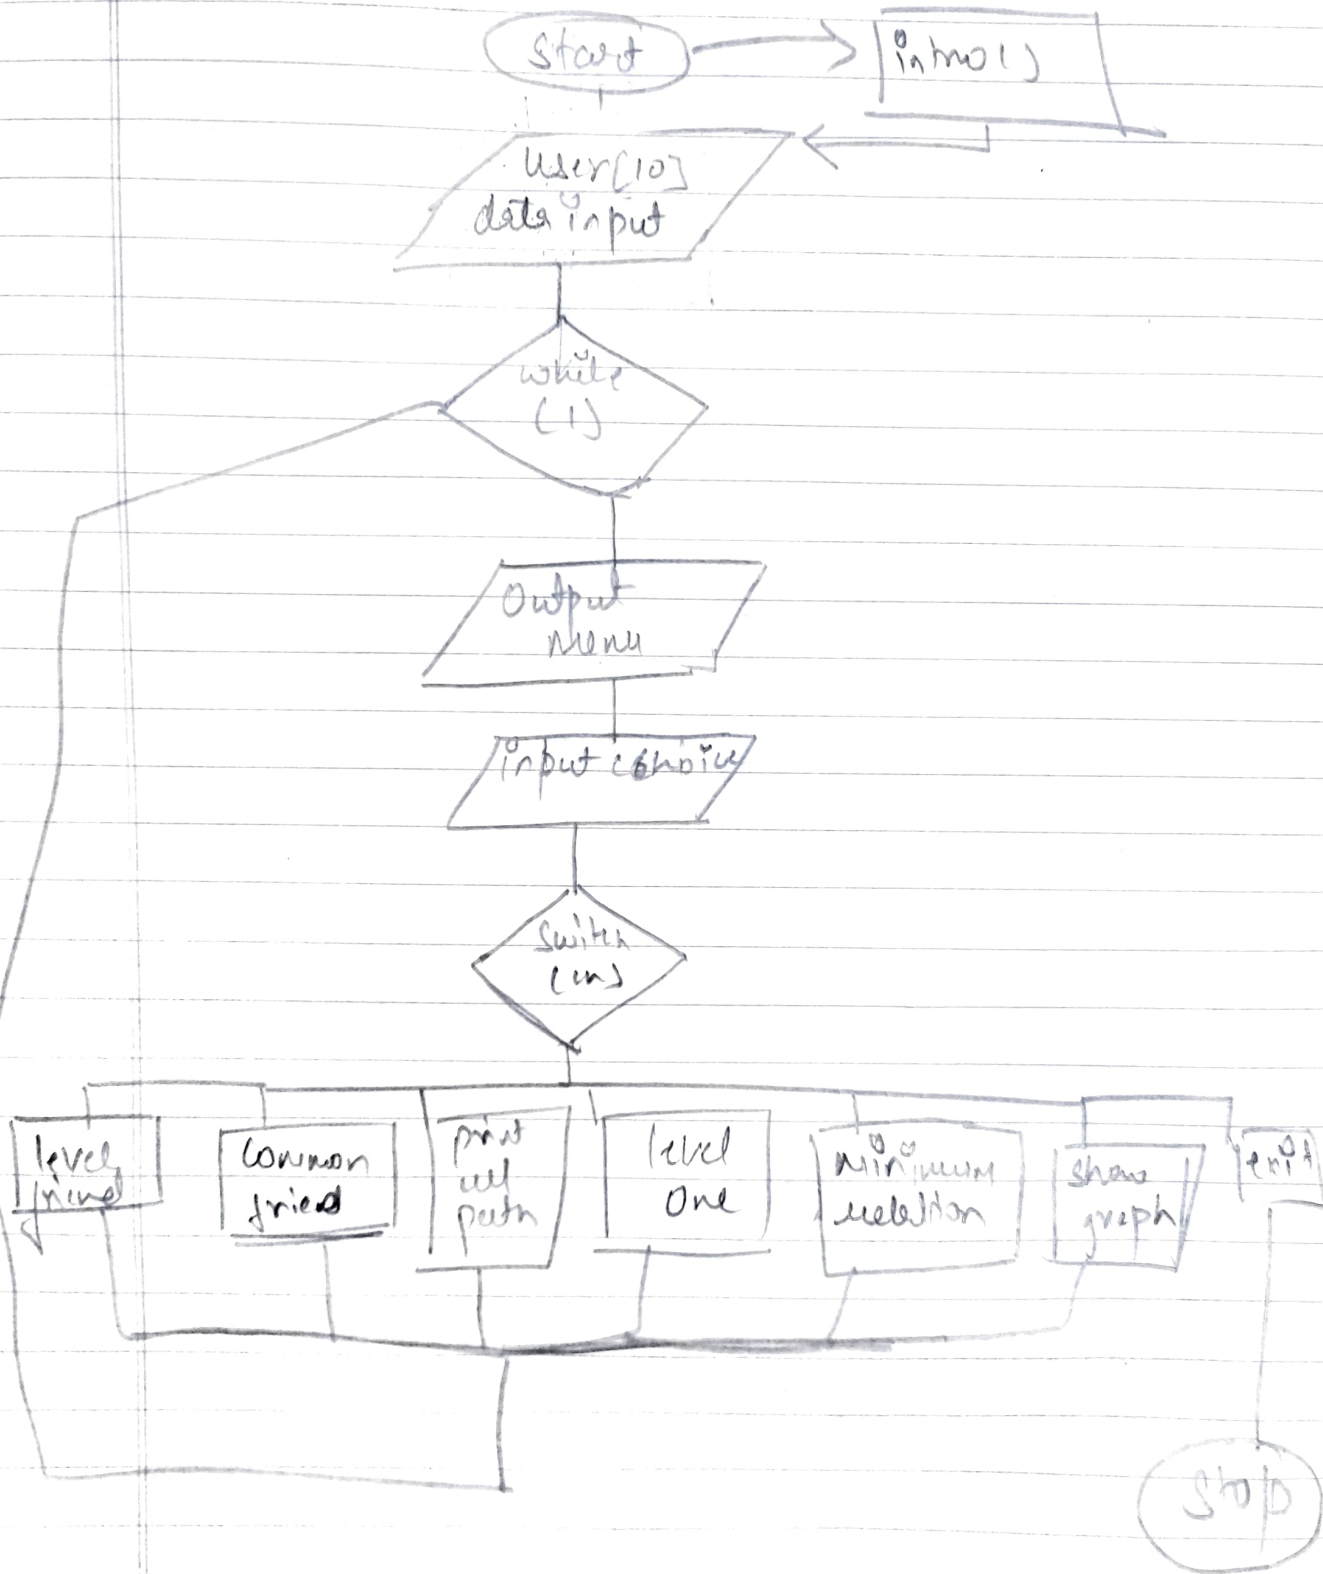 Start
intro()
User[10]
data input
while
(1)
Output
Menu
input choice
Switch
level
friend
common
friend
print
all
path
level
One
Minimum
relation
show
graph
exit
Stop